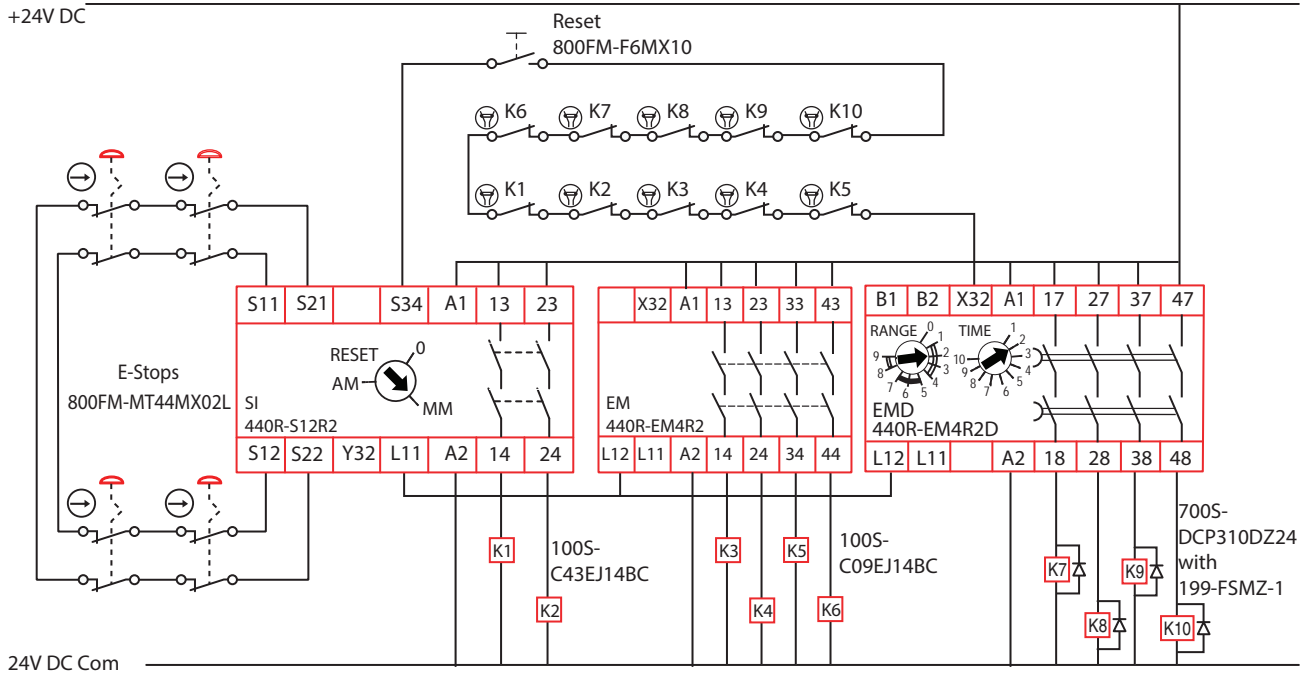 +24V DC
Reset
800FM-F6MX10
K6 K7 K8 K9 K10
K1 K2 K3 K4 K5
E-Stops
800FM-MT44MX02L
S11 S21 S34 A1 13 23
RESET
0
AM
MM
SI
440R-S12R2
S12 S22 Y32 L11 A2 14 24
X32 A1 13 23 33 43
EM
440R-EM4R2
L12 L11 A2 14 24 34 44
B1 B2 X32 A1 17 27 37 47
RANGE
0 1 2 3 4 5 6 7 8 9
TIME
1 2 3 4 5 6 7 8 9 10
EMD
440R-EM4R2D
L12 L11 A2 18 28 38 48
K1
K2
100S-
C43EJ14BC
K3
K4
K5
K6
100S-
C09EJ14BC
K7
K8
K9
K10
700S-
DCP310DZ24
with
199-FSMZ-1
24V DC Com